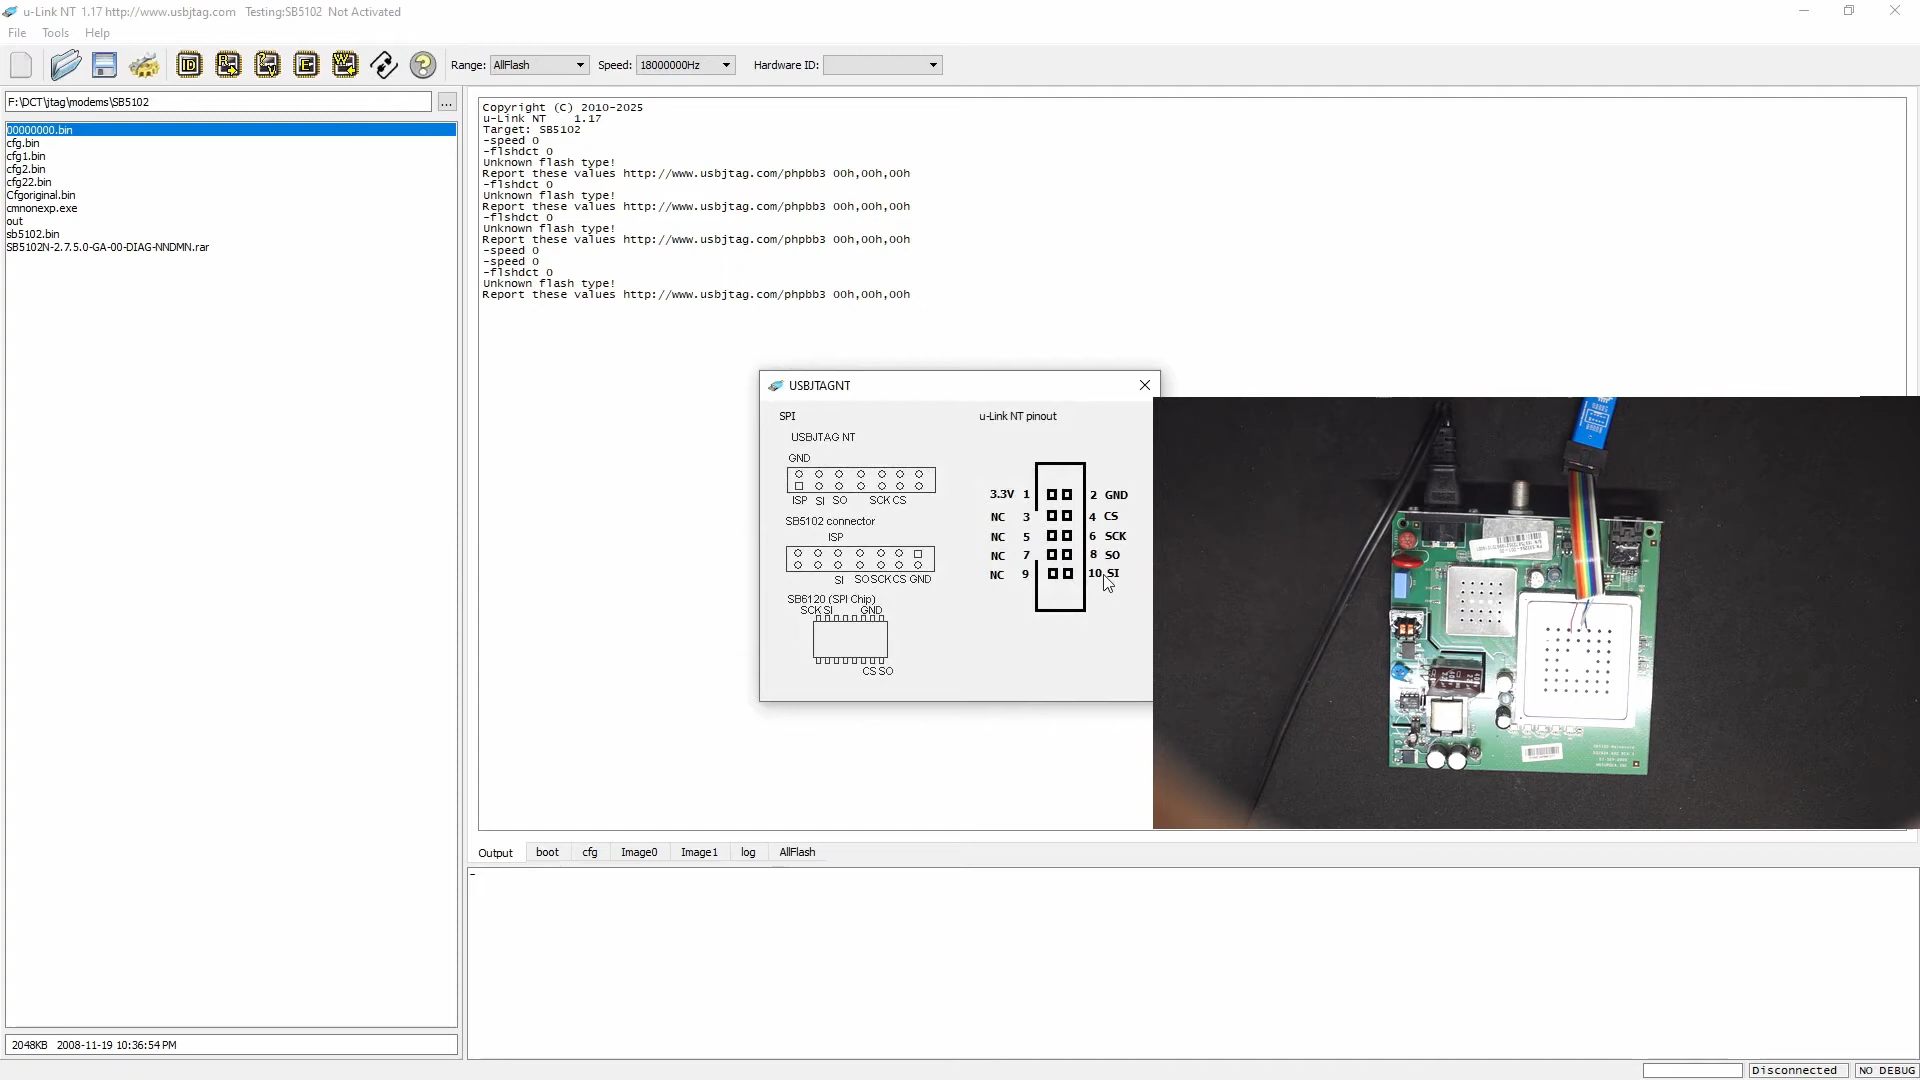 u-Link NT 1.17 http://www.usbjtag.com Testing:SB5102 Not Activated
File Tools Help
ID R ?V E W ? Range: AllFlash Speed: 18000000Hz Hardware ID:
F:\DCT\jtag\modems\SB5102 ...
00000000.bin
cfg.bin
cfg1.bin
cfg2.bin
cfg22.bin
Cfgoriginal.bin
cmnonexp.exe
out
sb5102.bin
SB5102N-2.7.5.0-GA-00-DIAG-NNDMN.rar
2048KB 2008-11-19 10:36:54 PM
Copyright (C) 2010-2025
u-Link NT 1.17
Target: SB5102
-speed 0
-flshdct 0
Unknown flash type!
Report these values http://www.usbjtag.com/phpbb3 00h,00h,00h
-flshdct 0
Unknown flash type!
Report these values http://www.usbjtag.com/phpbb3 00h,00h,00h
-flshdct 0
Unknown flash type!
Report these values http://www.usbjtag.com/phpbb3 00h,00h,00h
-speed 0
-speed 0
-flshdct 0
Unknown flash type!
Report these values http://www.usbjtag.com/phpbb3 00h,00h,00h
USBJTAGNT
SPI
USBJTAG NT
GND
ISP SI SO SCK CS
SB5102 connector
ISP
SI SO SCK CS GND
SB6120 (SPI Chip)
SCK SI GND
CS SO
u-Link NT pinout
3.3V 1 2 GND
NC 3 4 CS
NC 5 6 SCK
NC 7 8 SO
NC 9 10 SI
Output boot cfg Image0 Image1 log AllFlash
-
Disconnected NO DEBUG